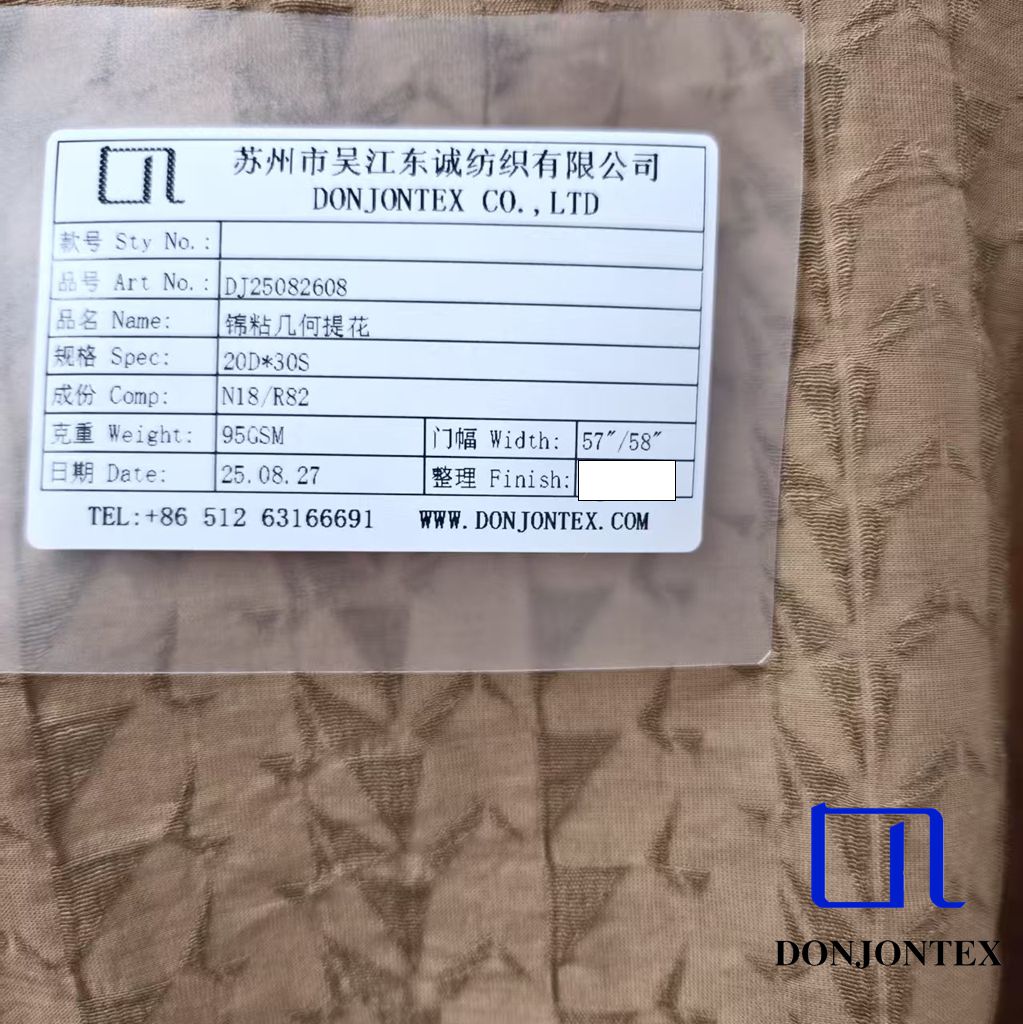 苏州市吴江东诚纺织有限公司
DONJONTEX CO.,LTD
款号 Sty No.:
品号 Art No.: DJ25082608
品名 Name: 锦粘几何提花
规格 Spec: 20D*30S
成份 Comp: N18/R82
克重 Weight: 95GSM 门幅 Width: 57"/58"
日期 Date: 25.08.27 整理 Finish:
TEL:+86 512 63166691 WWW.DONJONTEX.COM
DONJONTEX